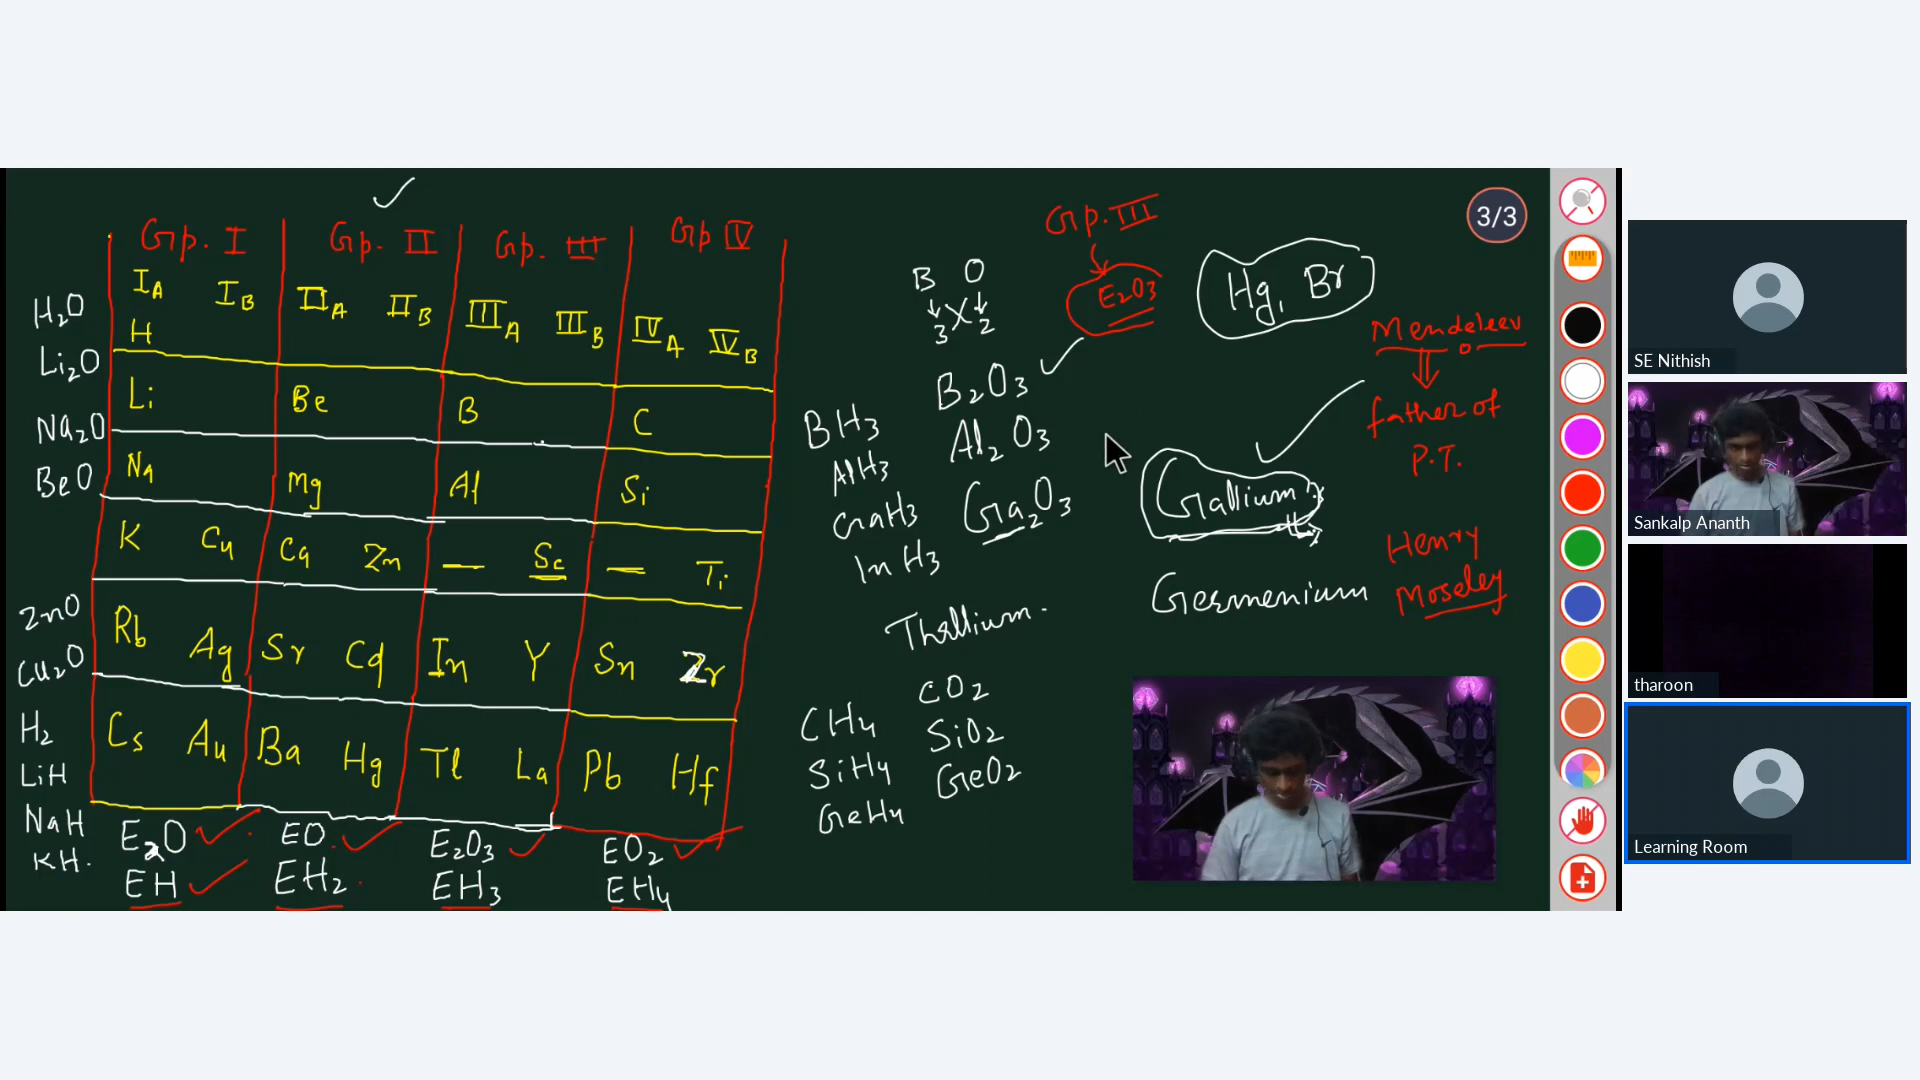 Gp. I Gp. II Gp. III Gp IV
IA IB IIA IIB IIIA IIIB IVA IVB
H
Li Be B C
Na Mg Al Si
K Cu Ca Zn — Sc — Ti
Rb Ag Sr Cd In Y Sn Zr
Cs Au Ba Hg Tl La Pb Hf
E2O EO E2O3 EO2
EH EH2 EH3 EH4
H2O
Li2O
Na2O
BeO
ZnO
Cu2O
H2
LiH
NaH
KH.
B O
3 X 2
B2O3
Al2O3
Ga2O3
BH3
AlH3
GaH3
InH3
Thallium.
CH4
SiH4
GeH4
CO2
SiO2
GeO2
Gp. III
E2O3
Hg, Br
Gallium
Germenium
Mendeleev
father of
P.T.
Henry
Moseley
3/3
SE Nithish
Sankalp Ananth
tharoon
Learning Room